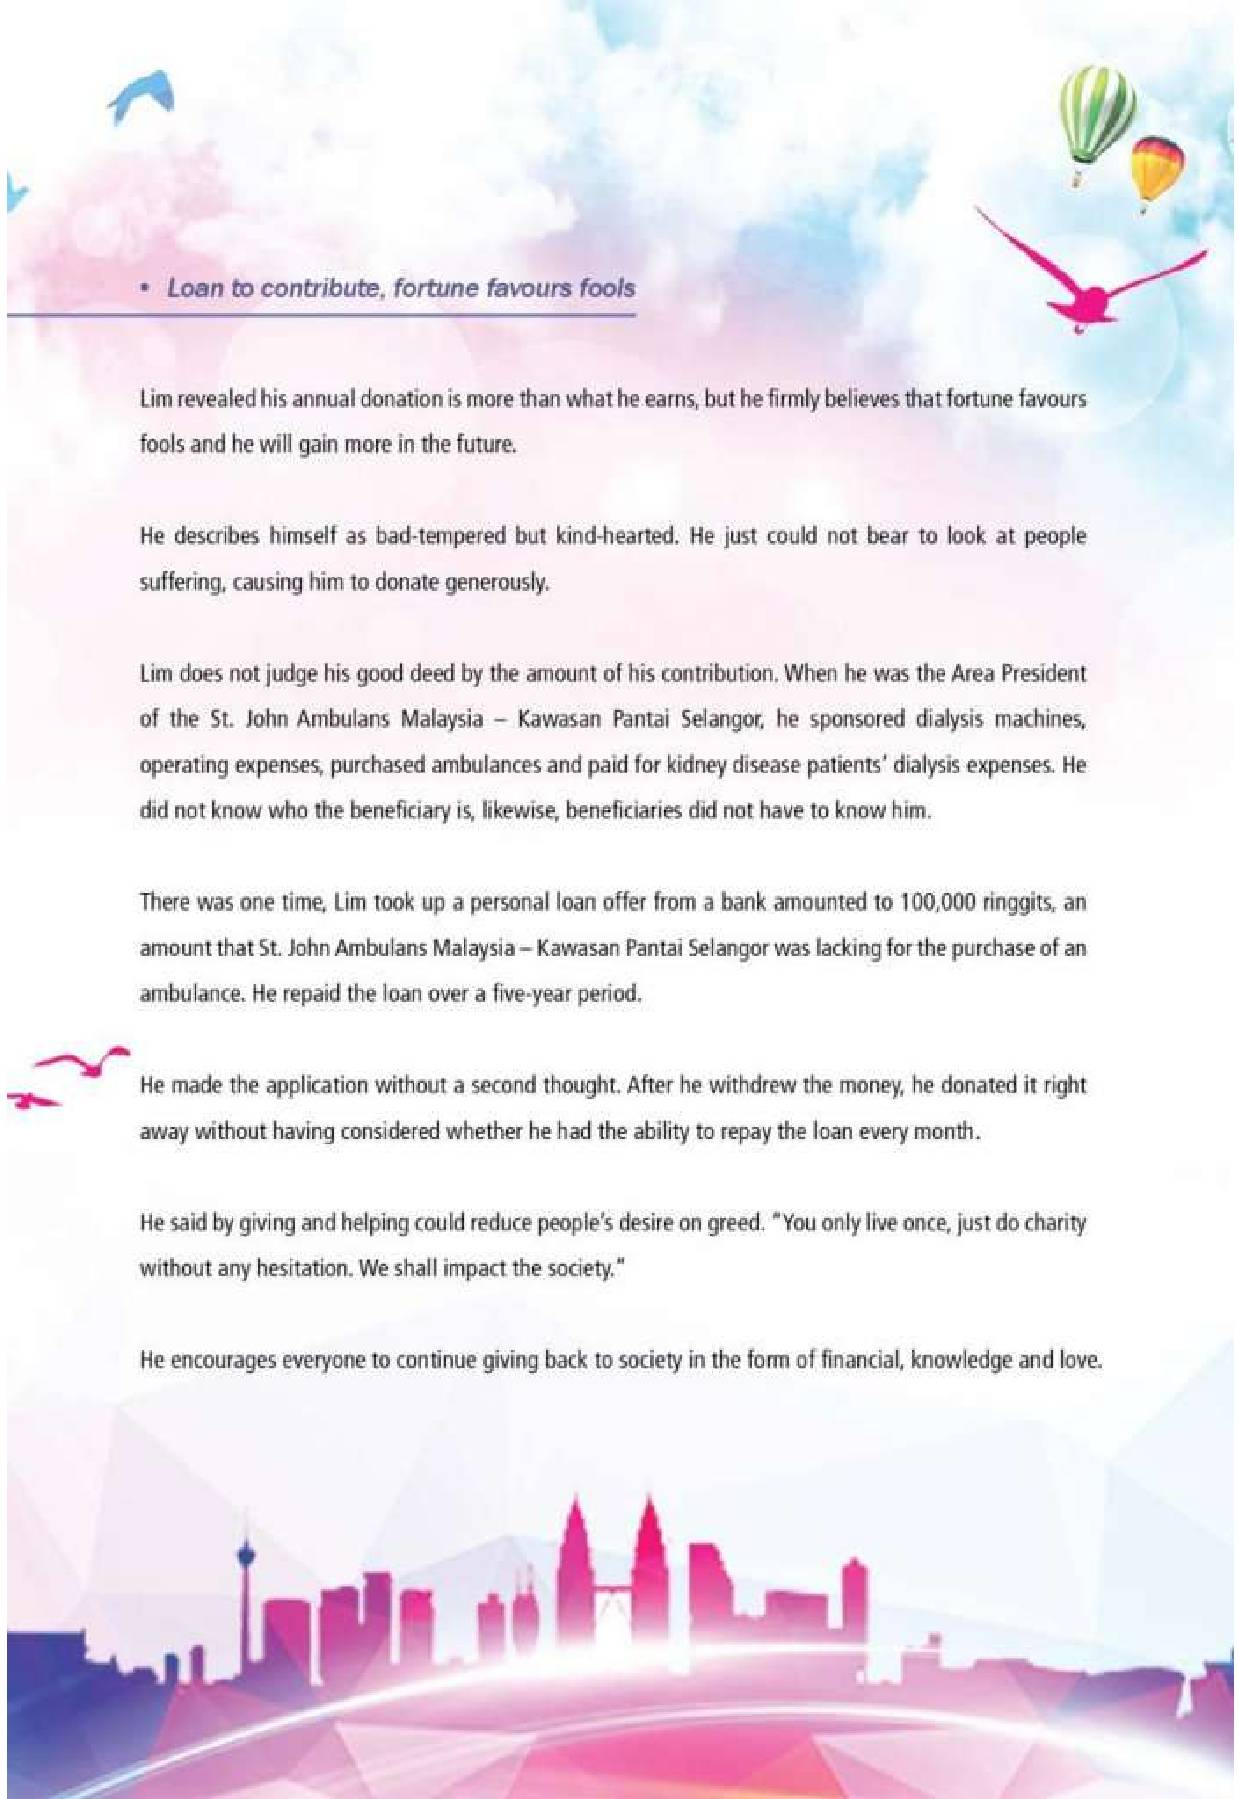 • Loan to contribute, fortune favours fools
Lim revealed his annual donation is more than what he earns, but he firmly believes that fortune favours
fools and he will gain more in the future.
He describes himself as bad-tempered but kind-hearted. He just could not bear to look at people
suffering, causing him to donate generously.
Lim does not judge his good deed by the amount of his contribution. When he was the Area President
of the St. John Ambulans Malaysia – Kawasan Pantai Selangor, he sponsored dialysis machines,
operating expenses, purchased ambulances and paid for kidney disease patients’ dialysis expenses. He
did not know who the beneficiary is, likewise, beneficiaries did not have to know him.
There was one time, Lim took up a personal loan offer from a bank amounted to 100,000 ringgits, an
amount that St. John Ambulans Malaysia – Kawasan Pantai Selangor was lacking for the purchase of an
ambulance. He repaid the loan over a five-year period.
He made the application without a second thought. After he withdrew the money, he donated it right
away without having considered whether he had the ability to repay the loan every month.
He said by giving and helping could reduce people’s desire on greed. “You only live once, just do charity
without any hesitation. We shall impact the society.”
He encourages everyone to continue giving back to society in the form of financial, knowledge and love.